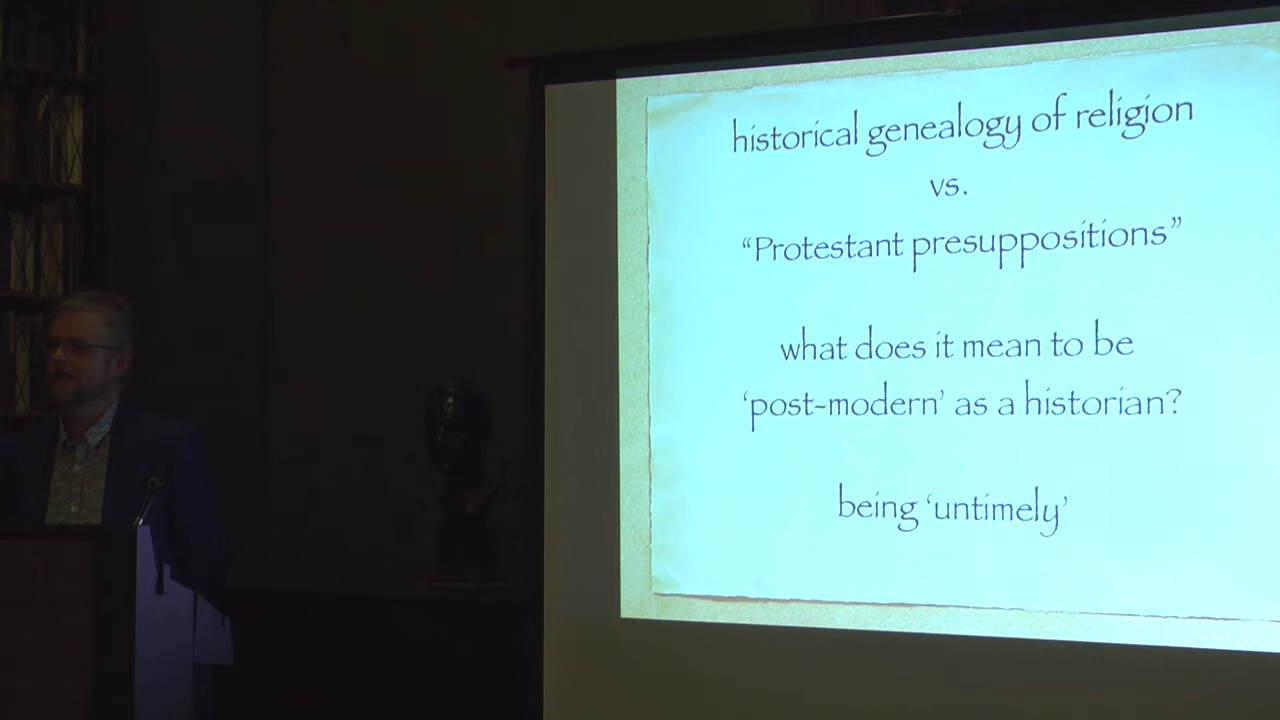 historical genealogy of religion
vs.
“Protestant presuppositions”
what does it mean to be
‘post-modern’ as a historian?
being ‘untimely’